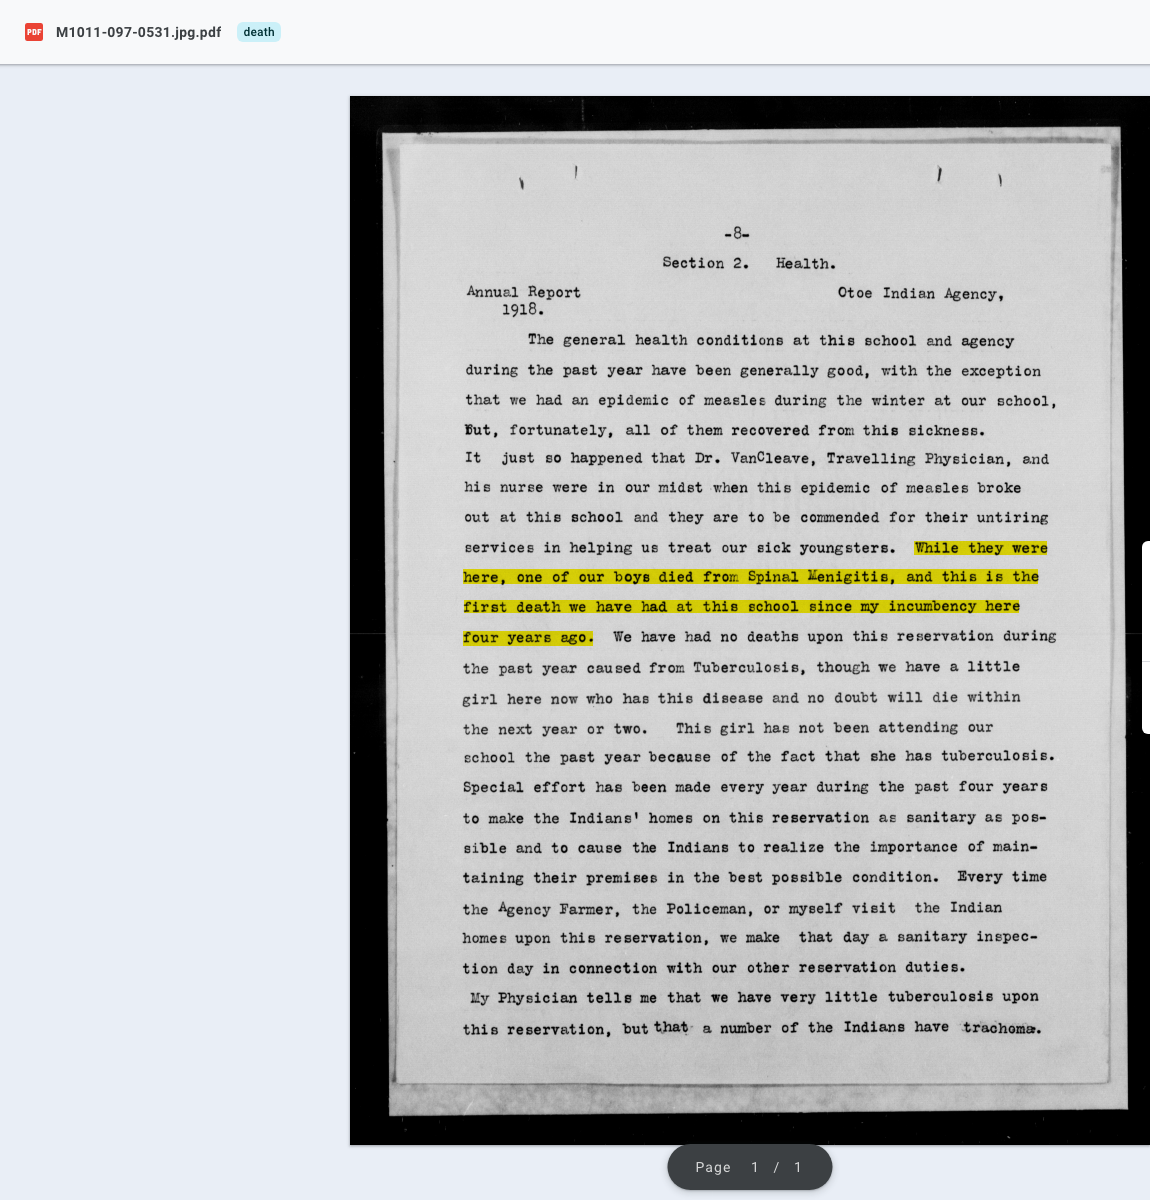 PDF M1011-097-0531.jpg.pdf death
-8-
Section 2. Health.
Annual Report Otoe Indian Agency,
1918.
The general health conditions at this school and agency
during the past year have been generally good, with the exception
that we had an epidemic of measles during the winter at our school,
But, fortunately, all of them recovered from this sickness.
It just so happened that Dr. VanCleave, Travelling Physician, and
his nurse were in our midst when this epidemic of measles broke
out at this school and they are to be commended for their untiring
services in helping us treat our sick youngsters. While they were
here, one of our boys died from Spinal Menigitis, and this is the
first death we have had at this school since my incumbency here
four years ago. We have had no deaths upon this reservation during
the past year caused from Tuberculosis, though we have a little
girl here now who has this disease and no doubt will die within
the next year or two. This girl has not been attending our
school the past year because of the fact that she has tuberculosis.
Special effort has been made every year during the past four years
to make the Indians' homes on this reservation as sanitary as pos-
sible and to cause the Indians to realize the importance of main-
taining their premises in the best possible condition. Every time
the Agency Farmer, the Policeman, or myself visit the Indian
homes upon this reservation, we make that day a sanitary inspec-
tion day in connection with our other reservation duties.
My Physician tells me that we have very little tuberculosis upon
this reservation, but that a number of the Indians have trachoma.
Page 1 / 1